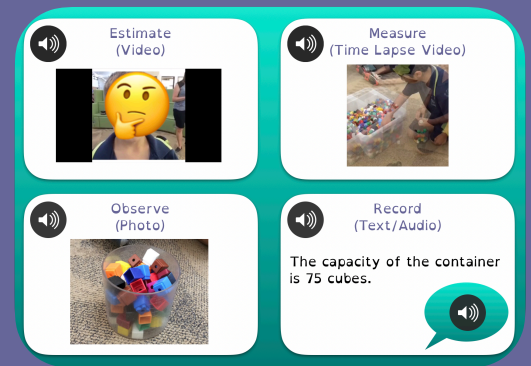 Estimate
(Video)
Measure
(Time Lapse Video)
Observe
(Photo)
Record
(Text/Audio)
The capacity of the container
is 75 cubes.